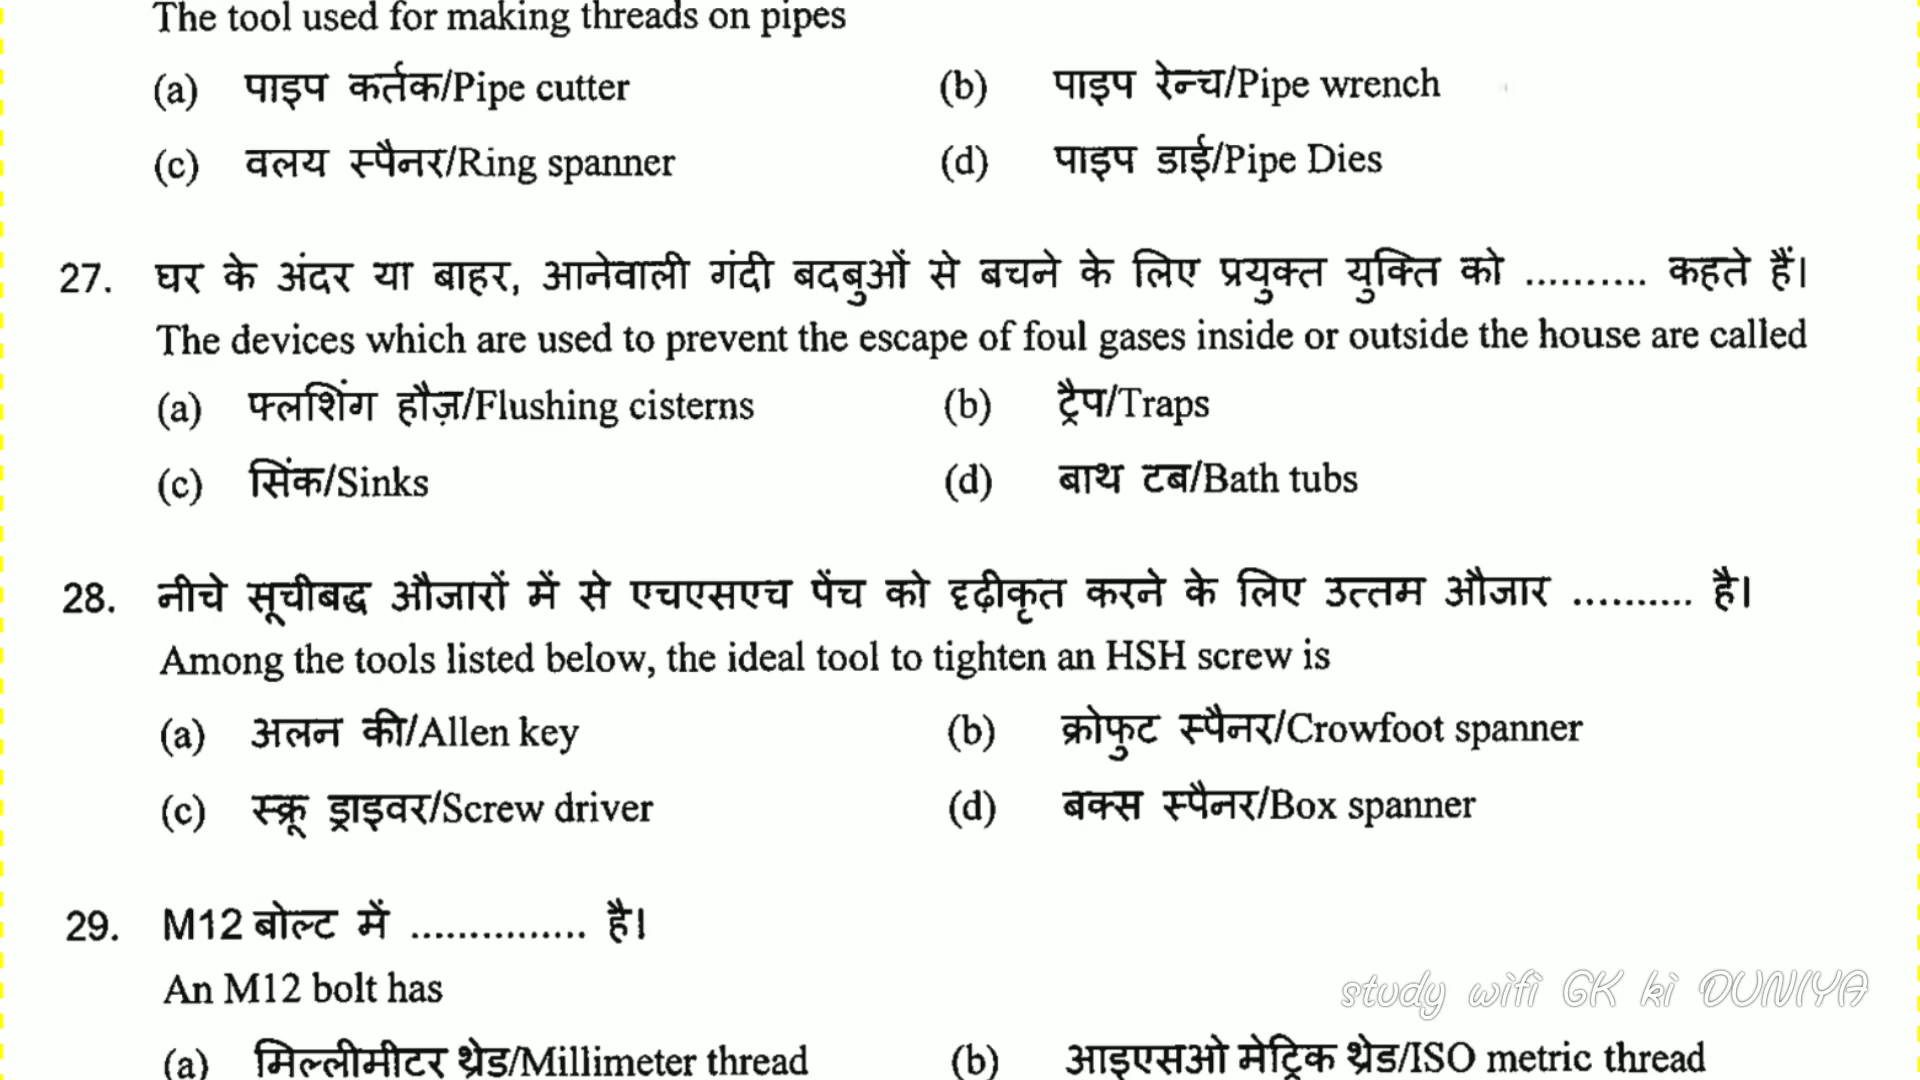 The tool used for making threads on pipes
(a) पाइप कर्तक/Pipe cutter (b) पाइप रेन्च/Pipe wrench
(c) वलय स्पैनर/Ring spanner (d) पाइप डाई/Pipe Dies
27. घर के अंदर या बाहर, आनेवाली गंदी बदबुओं से बचने के लिए प्रयुक्त युक्ति को .......... कहते हैं।
The devices which are used to prevent the escape of foul gases inside or outside the house are called
(a) फ्लशिंग हौज़/Flushing cisterns (b) ट्रैप/Traps
(c) सिंक/Sinks (d) बाथ टब/Bath tubs
28. नीचे सूचीबद्ध औजारों में से एचएसएच पेंच को दृढ़ीकृत करने के लिए उत्तम औजार .......... है।
Among the tools listed below, the ideal tool to tighten an HSH screw is
(a) अलन की/Allen key (b) क्रोफुट स्पैनर/Crowfoot spanner
(c) स्क्रू ड्राइवर/Screw driver (d) बक्स स्पैनर/Box spanner
29. M12 बोल्ट में ............... है।
An M12 bolt has
study wifi GK ki DUNIYA
(a) मिल्लीमीटर थ्रेड/Millimeter thread (b) आइएसओ मेट्रिक थ्रेड/ISO metric thread